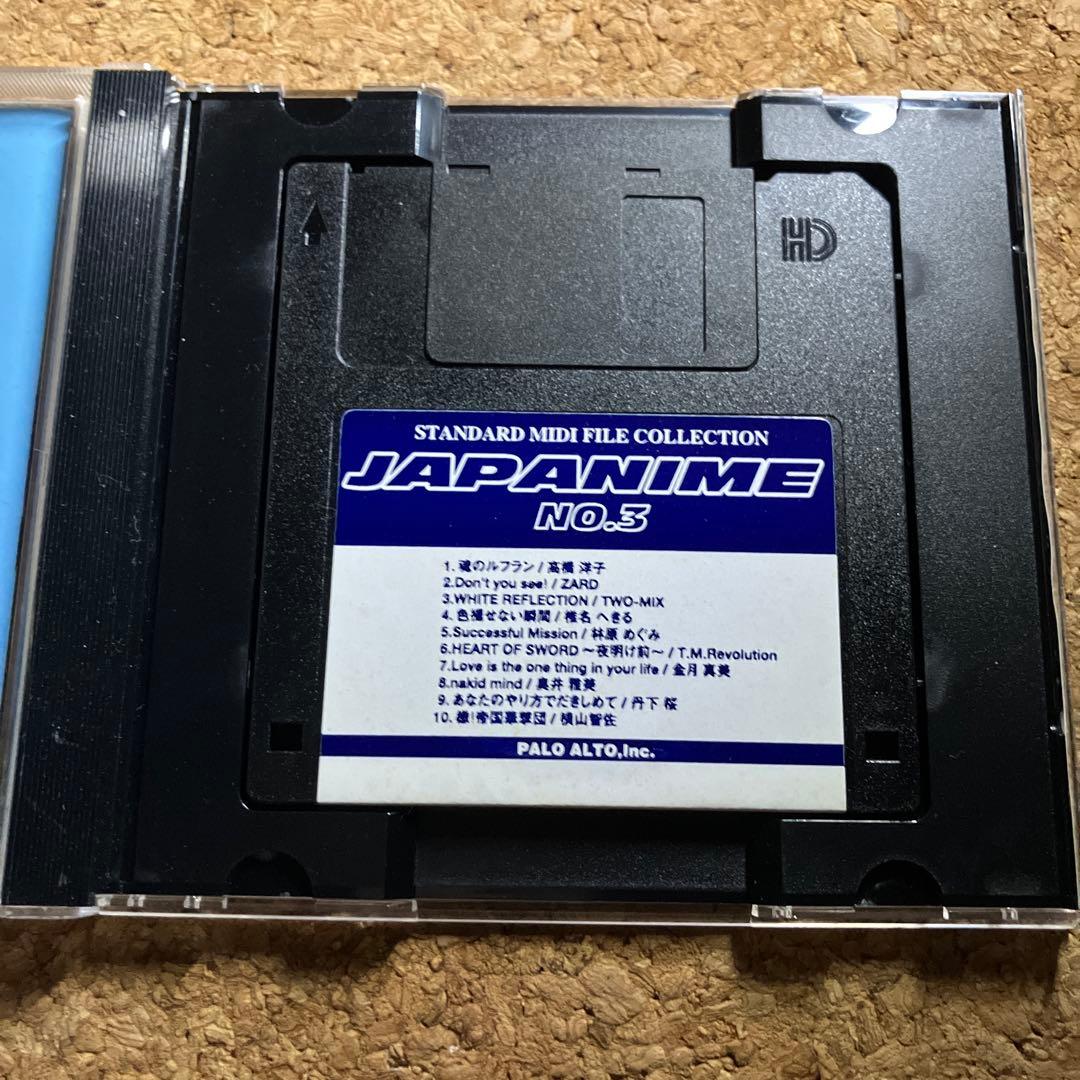 HD
STANDARD MIDI FILE COLLECTION
JAPANIME
NO.3
1. 魂のルフラン / 高橋 洋子
2.Don't you see! / ZARD
3.WHITE REFLECTION / TWO-MIX
4. 色褪せない瞬間 / 椎名 へきる
5.Successful Mission / 林原 めぐみ
6.HEART OF SWORD ～夜明け前～ / T.M.Revolution
7.Love is the one thing in your life / 金月 真美
8.nakid mind / 奥井 雅美
9. あなたのやり方でだきしめて / 丹下 桜
10. 檄!帝国華撃団 / 横山智佐
PALO ALTO,Inc.